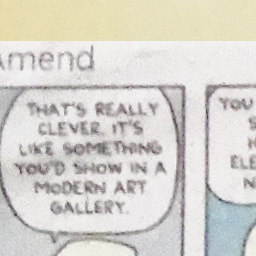 Amend
THAT'S REALLY
CLEVER. IT'S
LIKE SOMETHING
YOU'D SHOW IN A
MODERN ART
GALLERY.
YOU